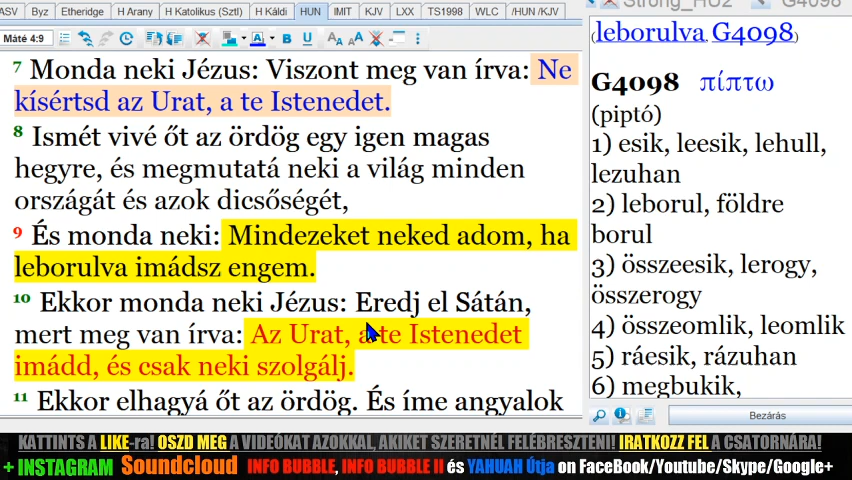 ASV Byz Etheridge H Arany H Katolikus (Sztl) H Káldi HUN IMIT KJV LXX TS1998 WLC /HUN /KJV
Strong_HU2 G4098
Máté 4:9
7 Monda neki Jézus: Viszont meg van írva: Ne
kísértsd az Urat, a te Istenedet.
8 Ismét vivé őt az ördög egy igen magas
hegyre, és megmutatá neki a világ minden
országát és azok dicsőségét,
9 És monda neki: Mindezeket neked adom, ha
leborulva imádsz engem.
10 Ekkor monda neki Jézus: Eredj el Sátán,
mert meg van írva: Az Urat, a te Istenedet
imádd, és csak neki szolgálj.
11 Ekkor elhagyá őt az ördög. És íme angyalok
(leborulva, G4098)
G4098 πίπτω
(piptó)
1) esik, leesik, lehull,
lezuhan
2) leborul, földre
borul
3) összeesik, lerogy,
összerogy
4) összeomlik, leomlik
5) ráesik, rázuhan
6) megbukik,
Bezárás
KATTINTS A LIKE-ra! OSZD MEG A VIDEÓKAT AZOKKAL, AKIKET SZERETNÉL FELÉBRESZTENI! IRATKOZZ FEL A CSATORNÁRA!
+ INSTAGRAM Soundcloud INFO BUBBLE, INFO BUBBLE II és YAHUAH Útja on FaceBook/Youtube/Skype/Google+